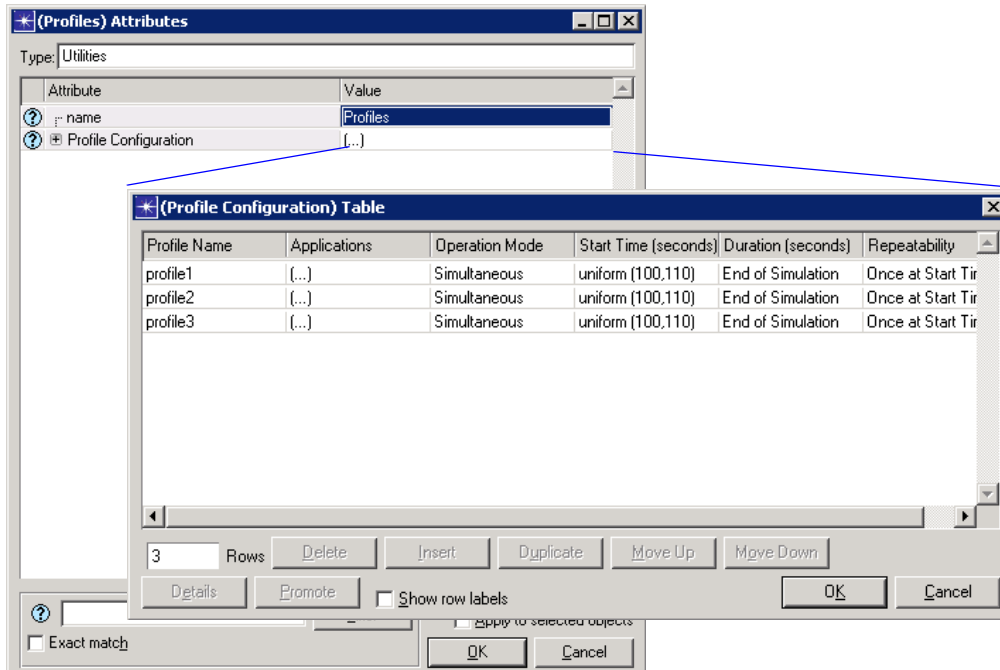 (Profiles) Attributes
Type: Utilities
Attribute Value
name Profiles
Profile Configuration (...)
(Profile Configuration) Table
Profile Name Applications Operation Mode Start Time (seconds) Duration (seconds) Repeatability
profile1 (...) Simultaneous uniform (100,110) End of Simulation Once at Start Tir
profile2 (...) Simultaneous uniform (100,110) End of Simulation Once at Start Tir
profile3 (...) Simultaneous uniform (100,110) End of Simulation Once at Start Tir
3 Rows Delete Insert Duplicate Move Up Move Down
Details Promote Show row labels OK Cancel
Apply to selected objects
Exact match OK Cancel